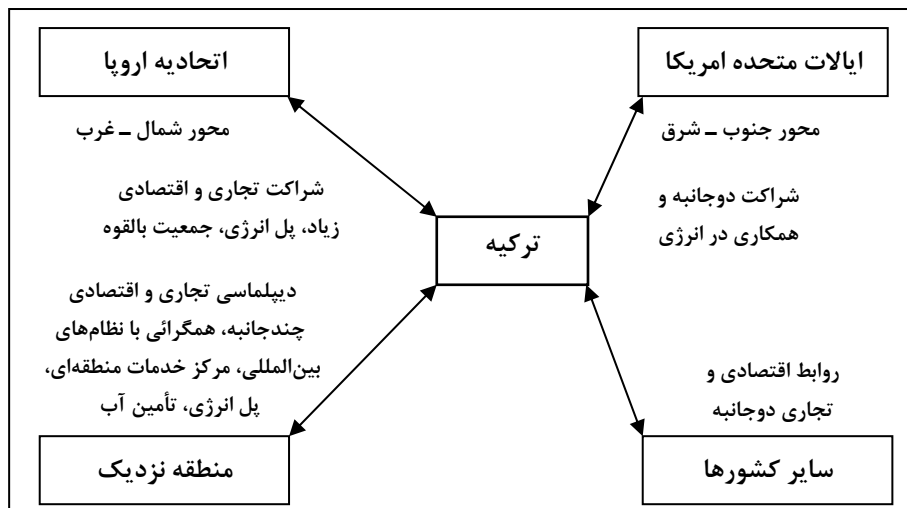 ایالات متحده امریکا
اتحادیه اروپا
محور جنوب ــ شرق
محور شمال ــ غرب
شراکت دوجانبه و
همکاری در انرژی
شراکت تجاری و اقتصادی
زیاد، پل انرژی، جمعیت بالقوه
ترکیه
دیپلماسی تجاری و اقتصادی
چندجانبه، همگرائی با نظام‌های
بین‌المللی، مرکز خدمات منطقه‌ای،
پل انرژی، تأمین آب
روابط اقتصادی و
تجاری دوجانبه
سایر کشورها
منطقه نزدیک